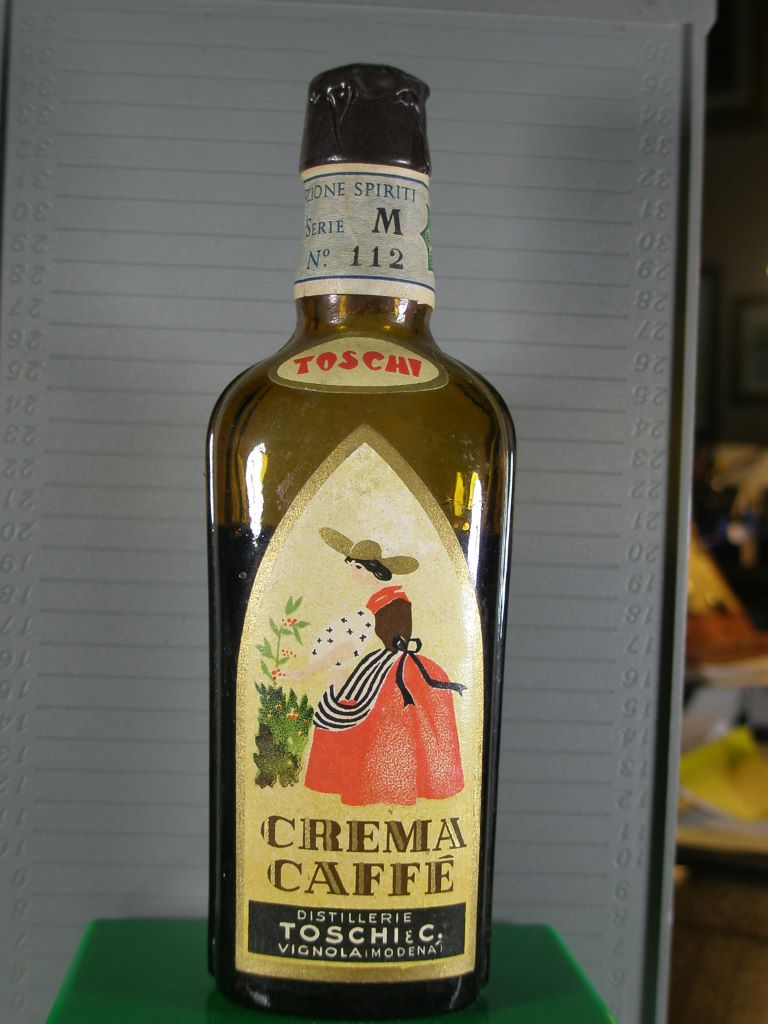 ZIONE SPIRITI
SERIE M
Nº 112
TOSCHI
CREMA
CAFFÈ
DISTILLERIE
TOSCHI E C.
VIGNOLA (MODENA)